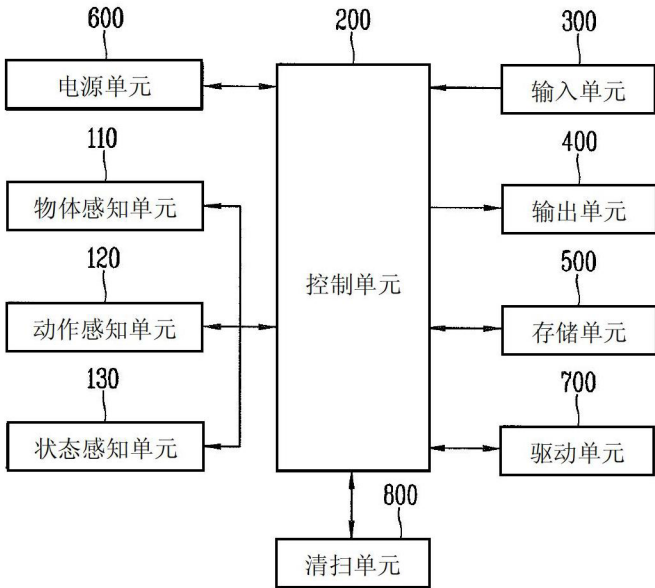 600
200
300
电源单元
输入单元
110
400
物体感知单元
输出单元
120
控制单元
500
动作感知单元
存储单元
130
700
状态感知单元
驱动单元
800
清扫单元